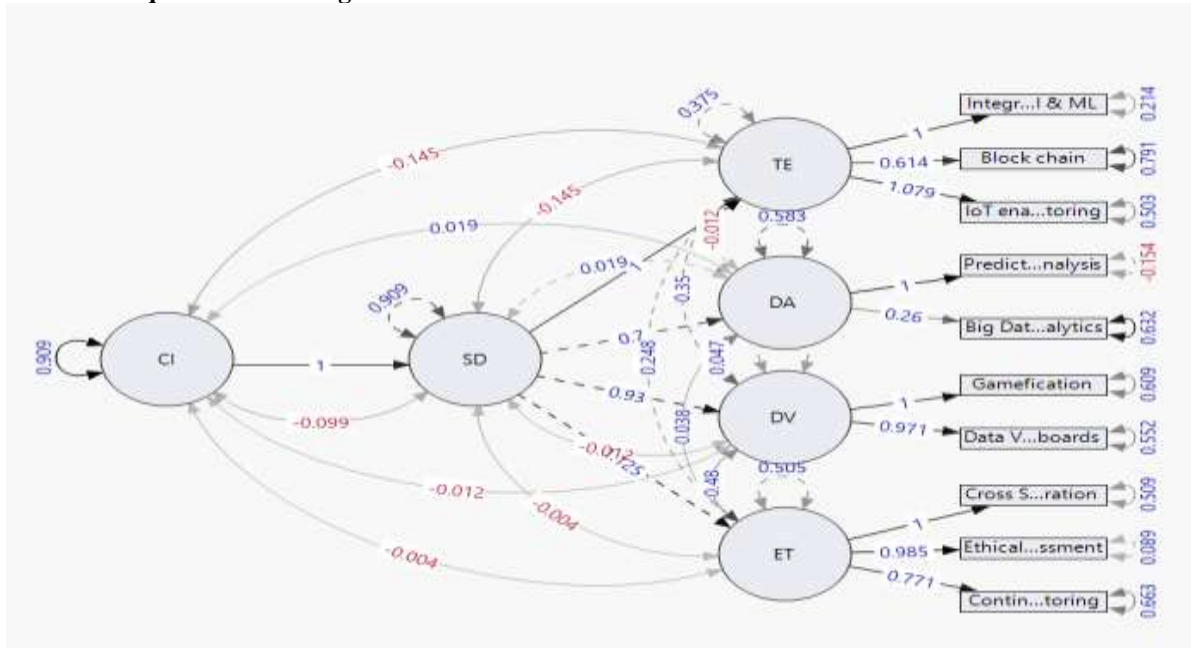 0.375
TE
1
0.614
1.079
Integr...I & ML
0.214
Block chain
0.791
IoT ena...toring
0.503
-0.145
-0.145
0.019
0.019
1
-0.012
0.583
DA
1
0.26
Predict...nalysis
-0.154
Big Dat...alytics
0.632
0.909
CI
1
0.909
SD
0.7
0.93
-0.35
-0.248
0.047
0.038
-0.48
DV
1
0.971
Gamefication
0.609
Data V...boards
0.552
-0.099
-0.012
-0.012
-0.004
-0.004
0.505
ET
1
0.985
0.771
Cross S...ration
0.509
Ethical...ssment
0.089
Contin...toring
0.663